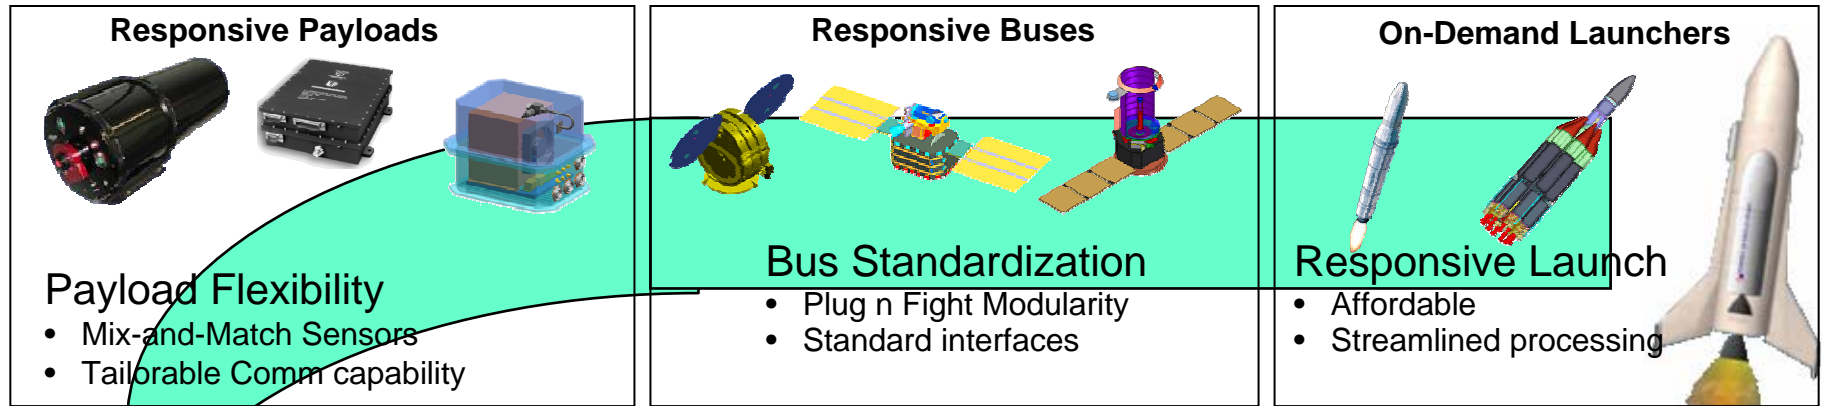 Responsive Payloads
Payload Flexibility
• Mix-and-Match Sensors
• Tailorable Comm capability
Responsive Buses
Bus Standardization
• Plug n Fight Modularity
• Standard interfaces
On-Demand Launchers
Responsive Launch
• Affordable
• Streamlined processing